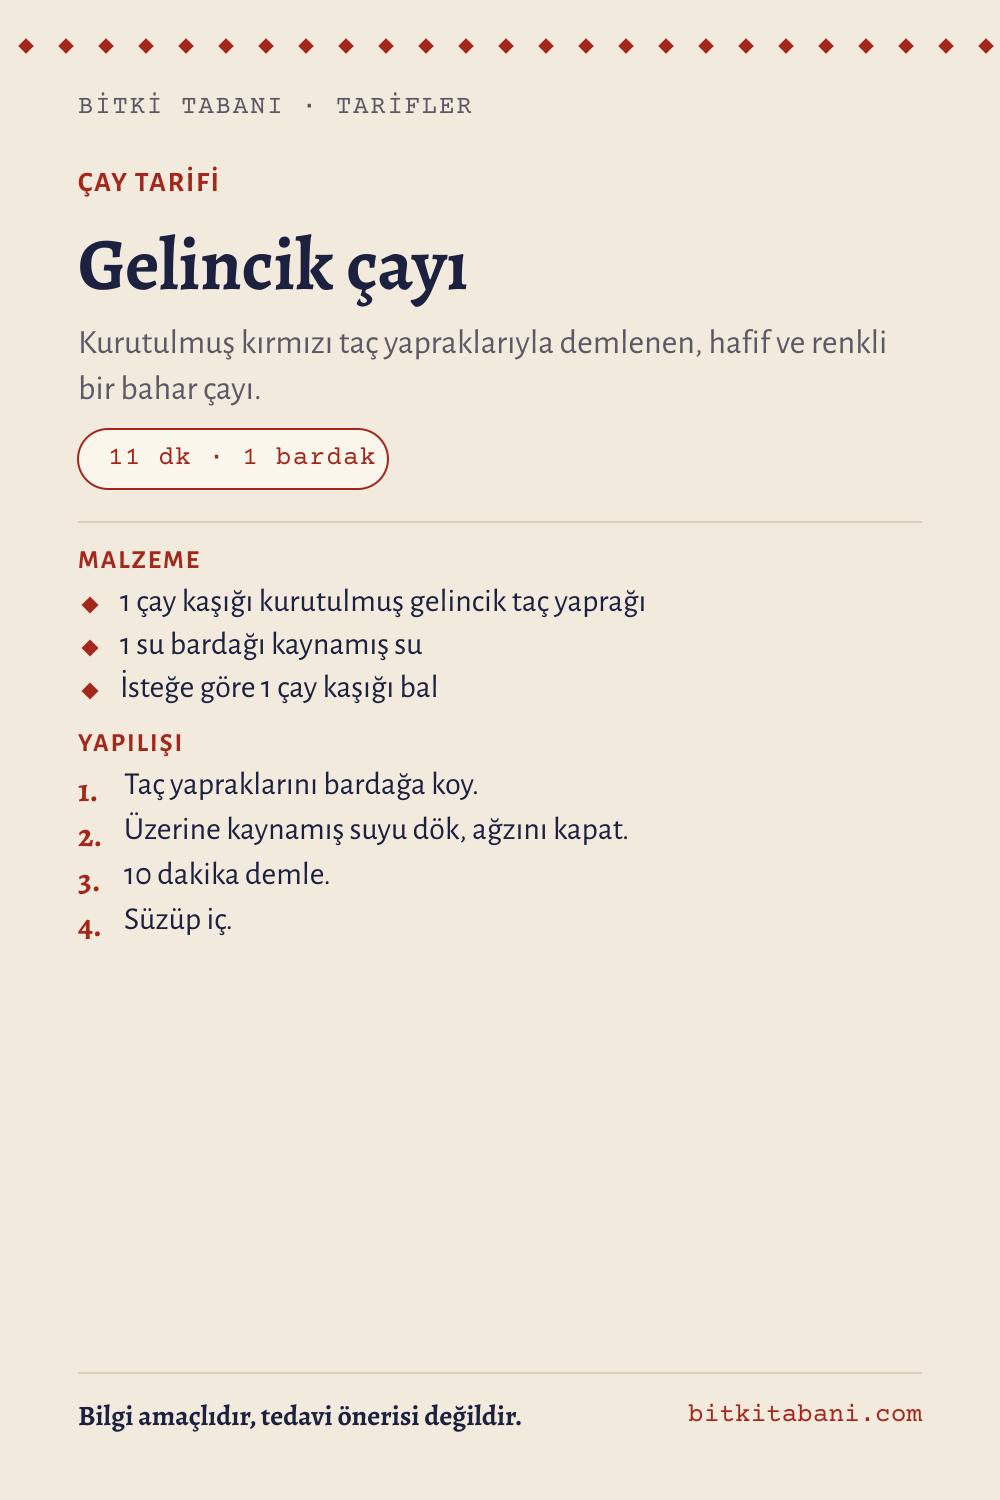 BİTKİ TABANI · TARİFLER
ÇAY TARİFİ
Gelincik çayı
Kurutulmuş kırmızı taç yapraklarıyla demlenen, hafif ve renkli
bir bahar çayı.
11 dk · 1 bardak
MALZEME
◆ 1 çay kaşığı kurutulmuş gelincik taç yaprağı
◆ 1 su bardağı kaynamış su
◆ İsteğe göre 1 çay kaşığı bal
YAPILIŞI
1. Taç yapraklarını bardağa koy.
2. Üzerine kaynamış suyu dök, ağzını kapat.
3. 10 dakika demle.
4. Süzüp iç.
Bilgi amaçlıdır, tedavi önerisi değildir.
bitkitabani.com